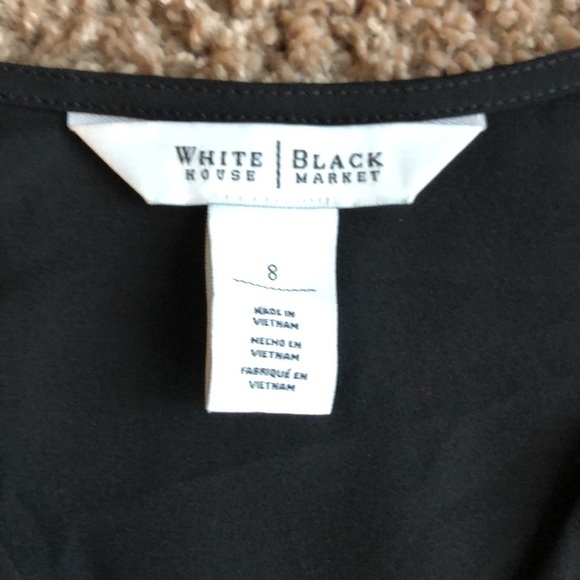 WHITE | BLACK
HOUSE | MARKET
8
MADE IN
VIETNAM
HECHO EN
VIETNAM
FABRIQUÉ EN
VIETNAM